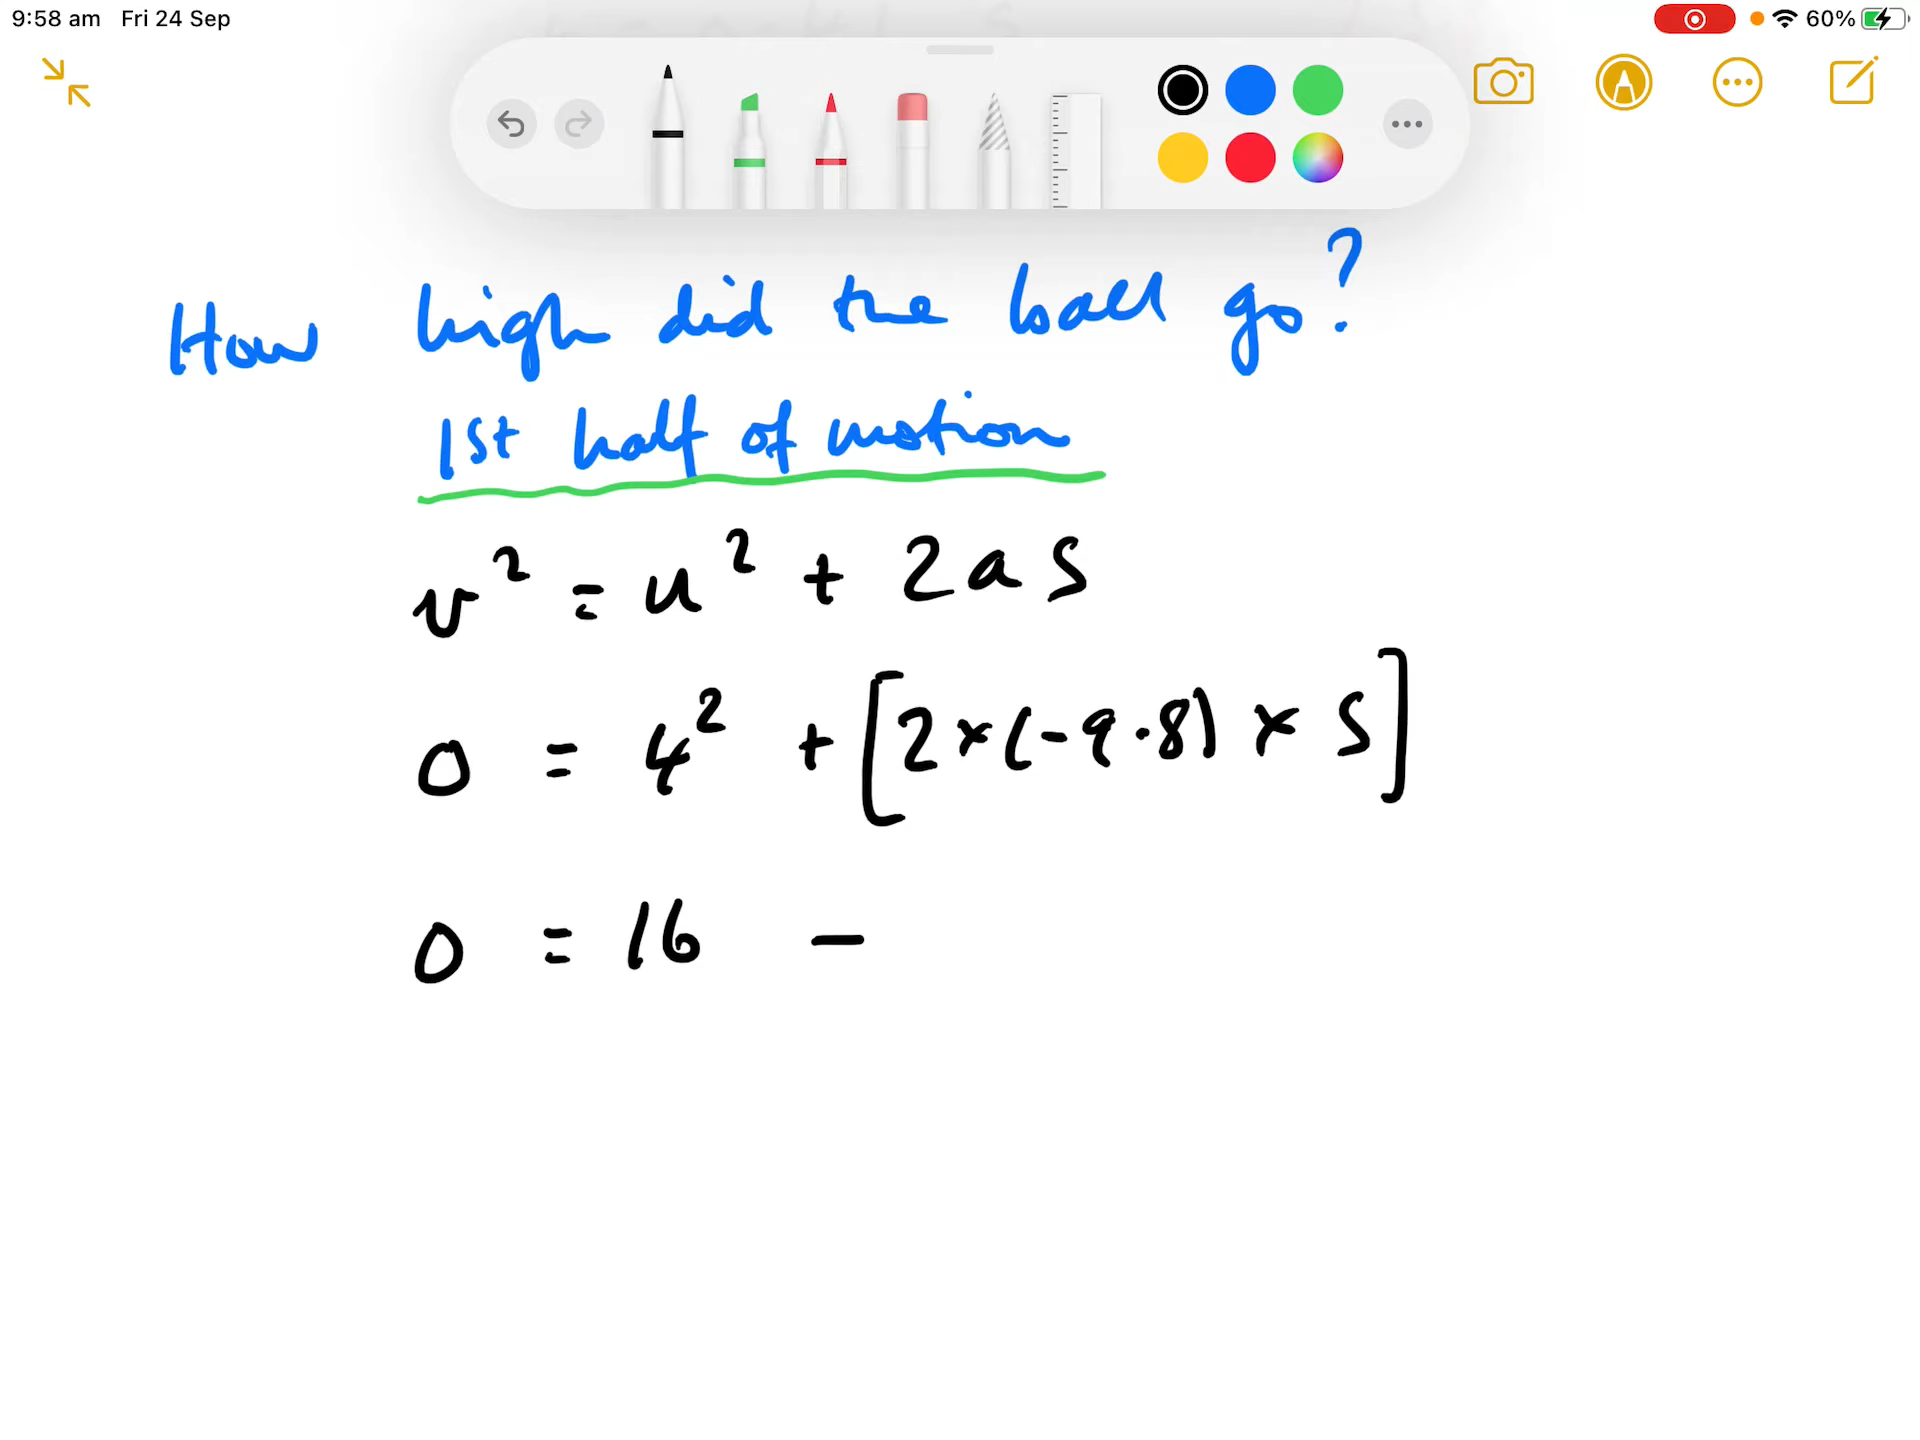 9:58 am Fri 24 Sep 60%
How high did the ball go?
1st half of motion
v² = u² + 2as
0 = 4² + [2×(-9.8) × s]
0 = 16 -